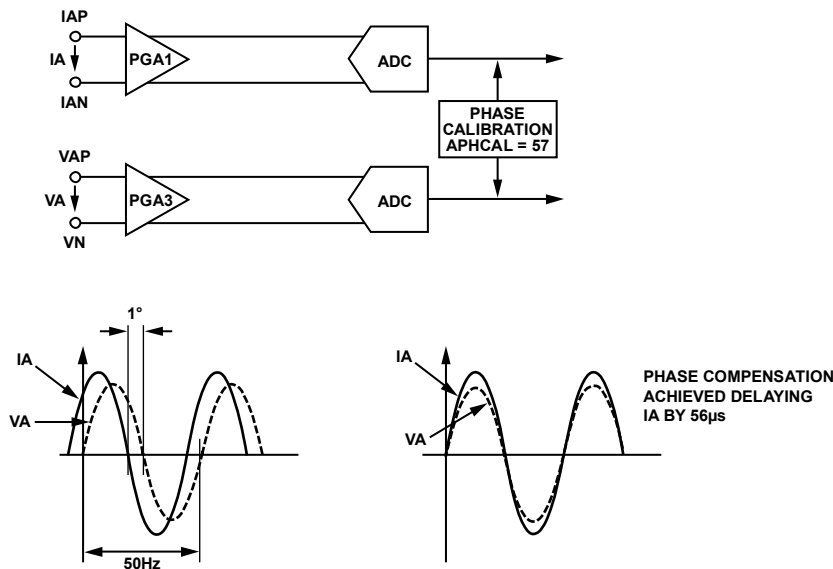 IAP
IA
IAN
PGA1
ADC
PHASE
CALIBRATION
APHCAL = 57
VAP
VA
VN
PGA3
ADC
1°
IA
VA
50Hz
IA
VA
PHASE COMPENSATION
ACHIEVED DELAYING
IA BY 56µs